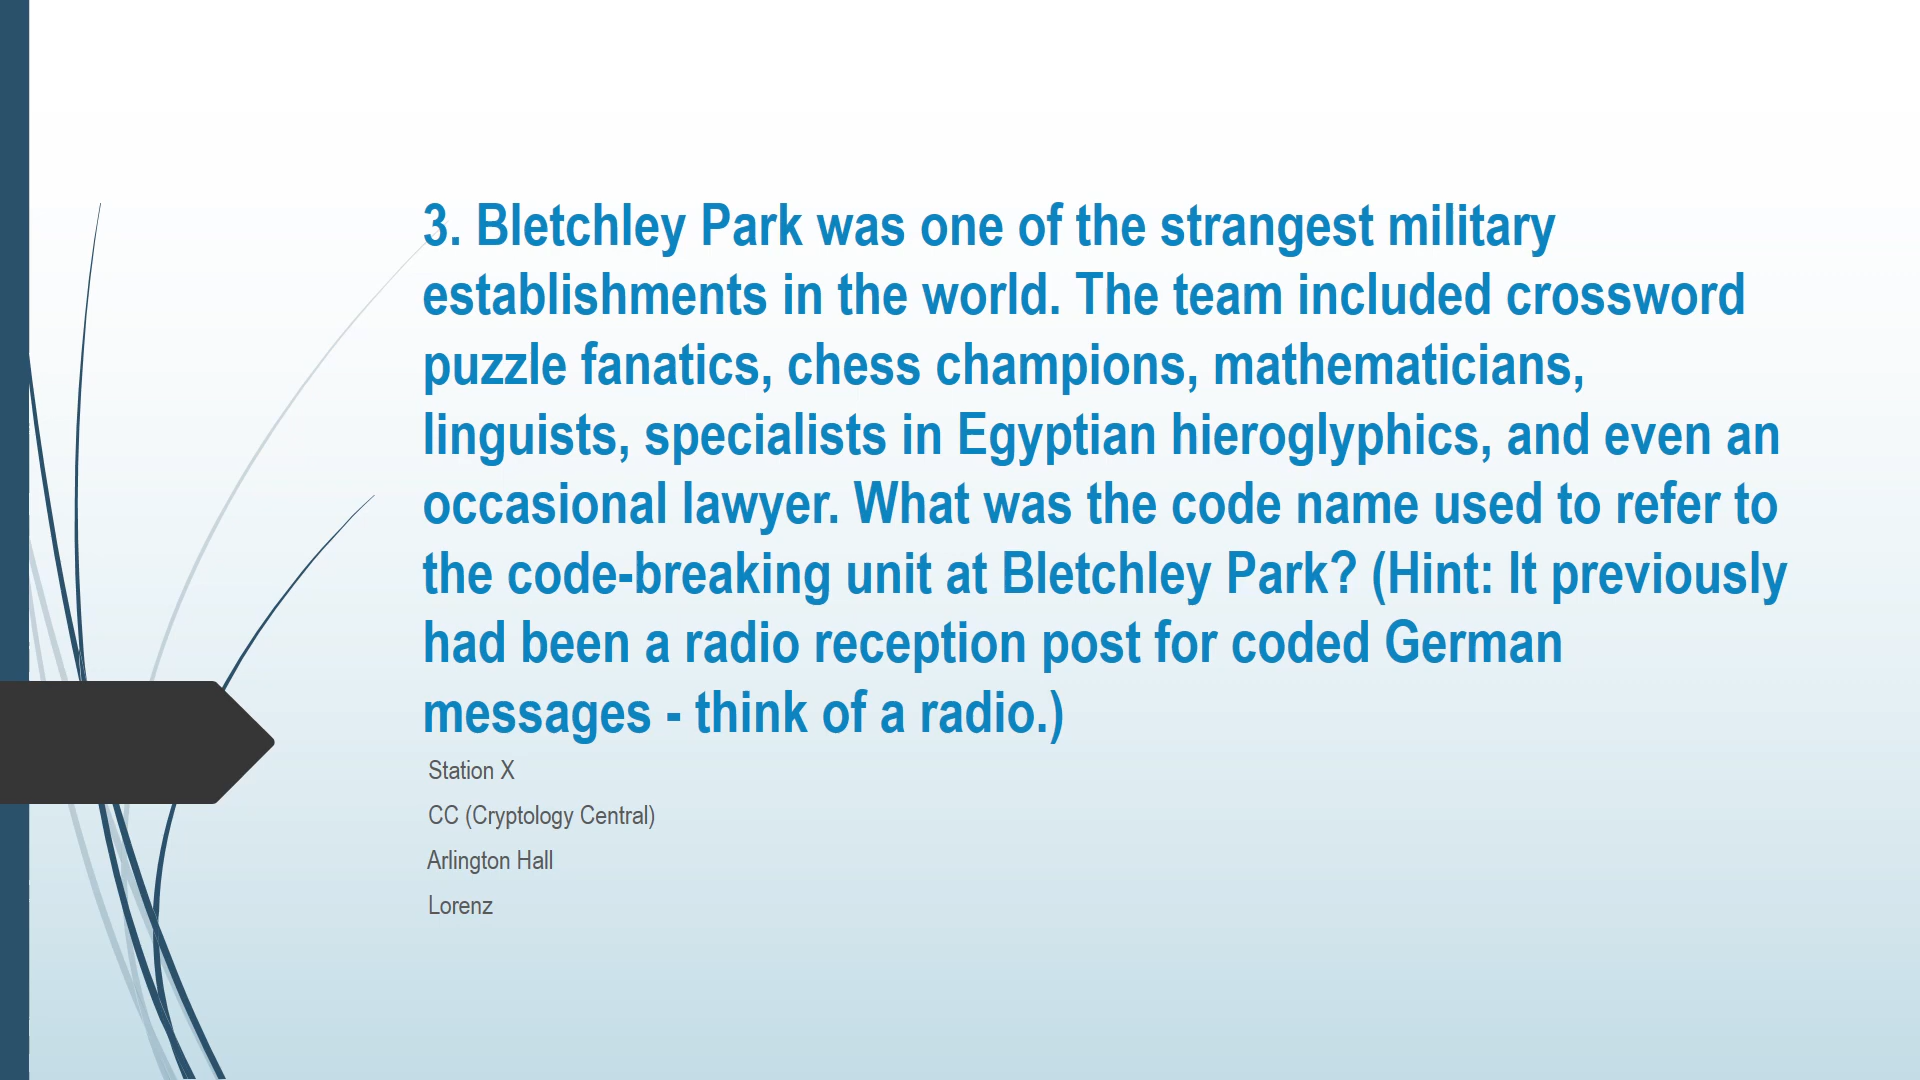 3. Bletchley Park was one of the strangest military
establishments in the world. The team included crossword
puzzle fanatics, chess champions, mathematicians,
linguists, specialists in Egyptian hieroglyphics, and even an
occasional lawyer. What was the code name used to refer to
the code-breaking unit at Bletchley Park? (Hint: It previously
had been a radio reception post for coded German
messages - think of a radio.)
Station X
CC (Cryptology Central)
Arlington Hall
Lorenz